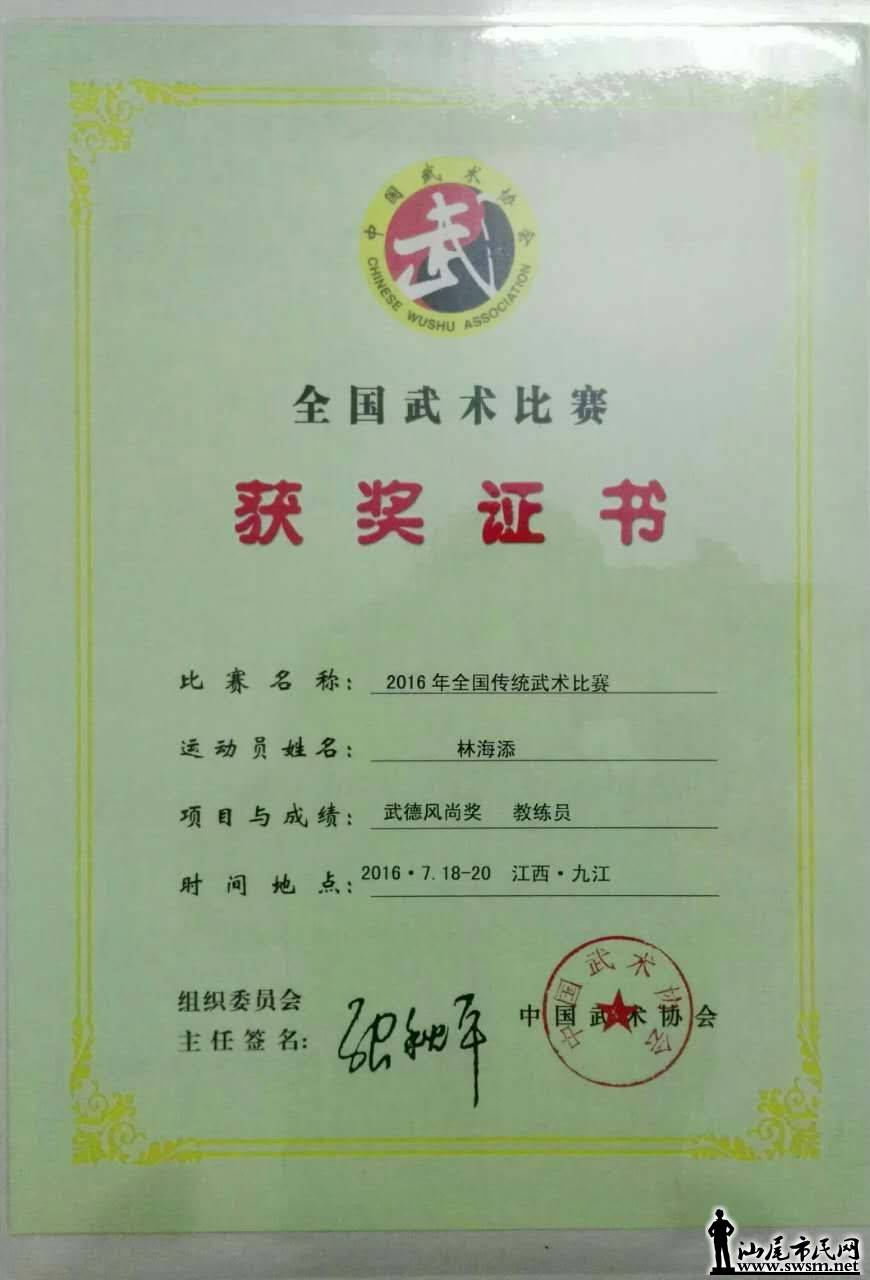 中国武术协会
武
CHINESE WUSHU ASSOCIATION
全国武术比赛
获奖证书
比赛名称: 2016年全国传统武术比赛
运动员姓名: 林海添
项目与成绩: 武德风尚奖 教练员
时间地点: 2016·7.18-20 江西·九江
组织委员会
主任签名:
中国武术协会
中国武术协会
汕尾市民网
www.swsm.net